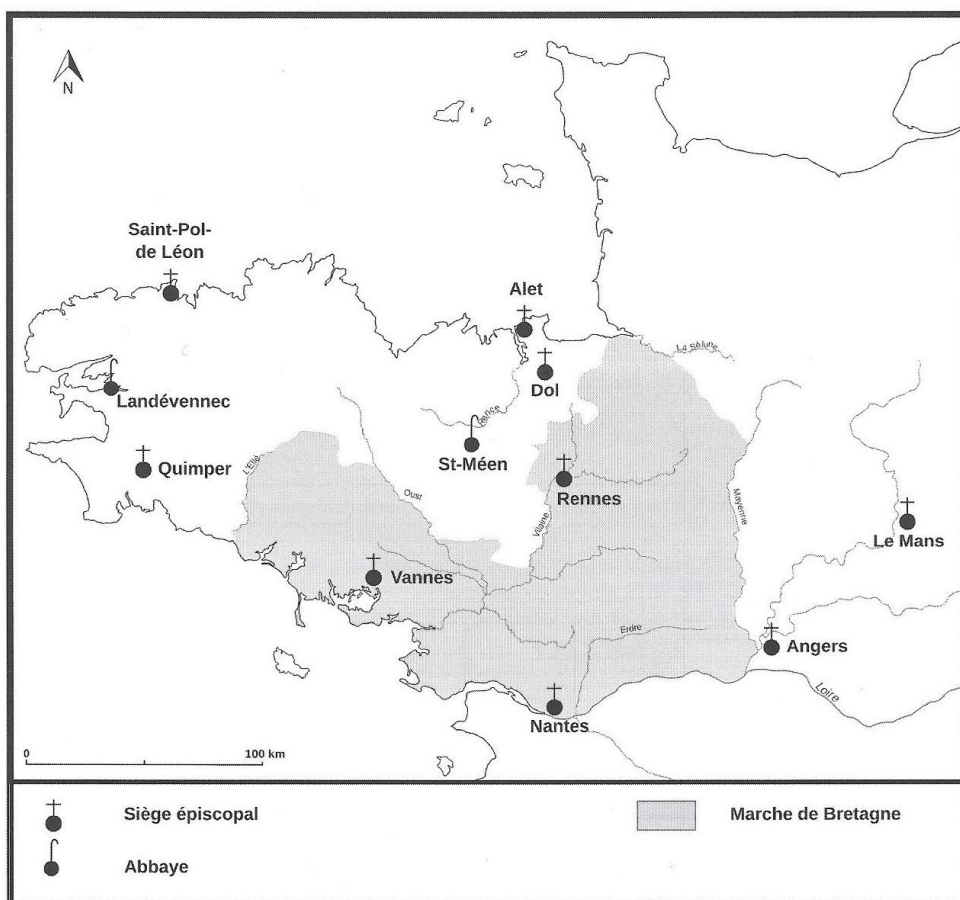 N
Saint-Pol-
de Léon
Alet
La Sélune
Dol
Landévennec
Rance
St-Méen
L'Ellé
Quimper
Oust
Rennes
Vilaine
Mayenne
Le Mans
Vannes
Erdre
Angers
Loire
Nantes
0
100 km
Siège épiscopal
Marche de Bretagne
Abbaye